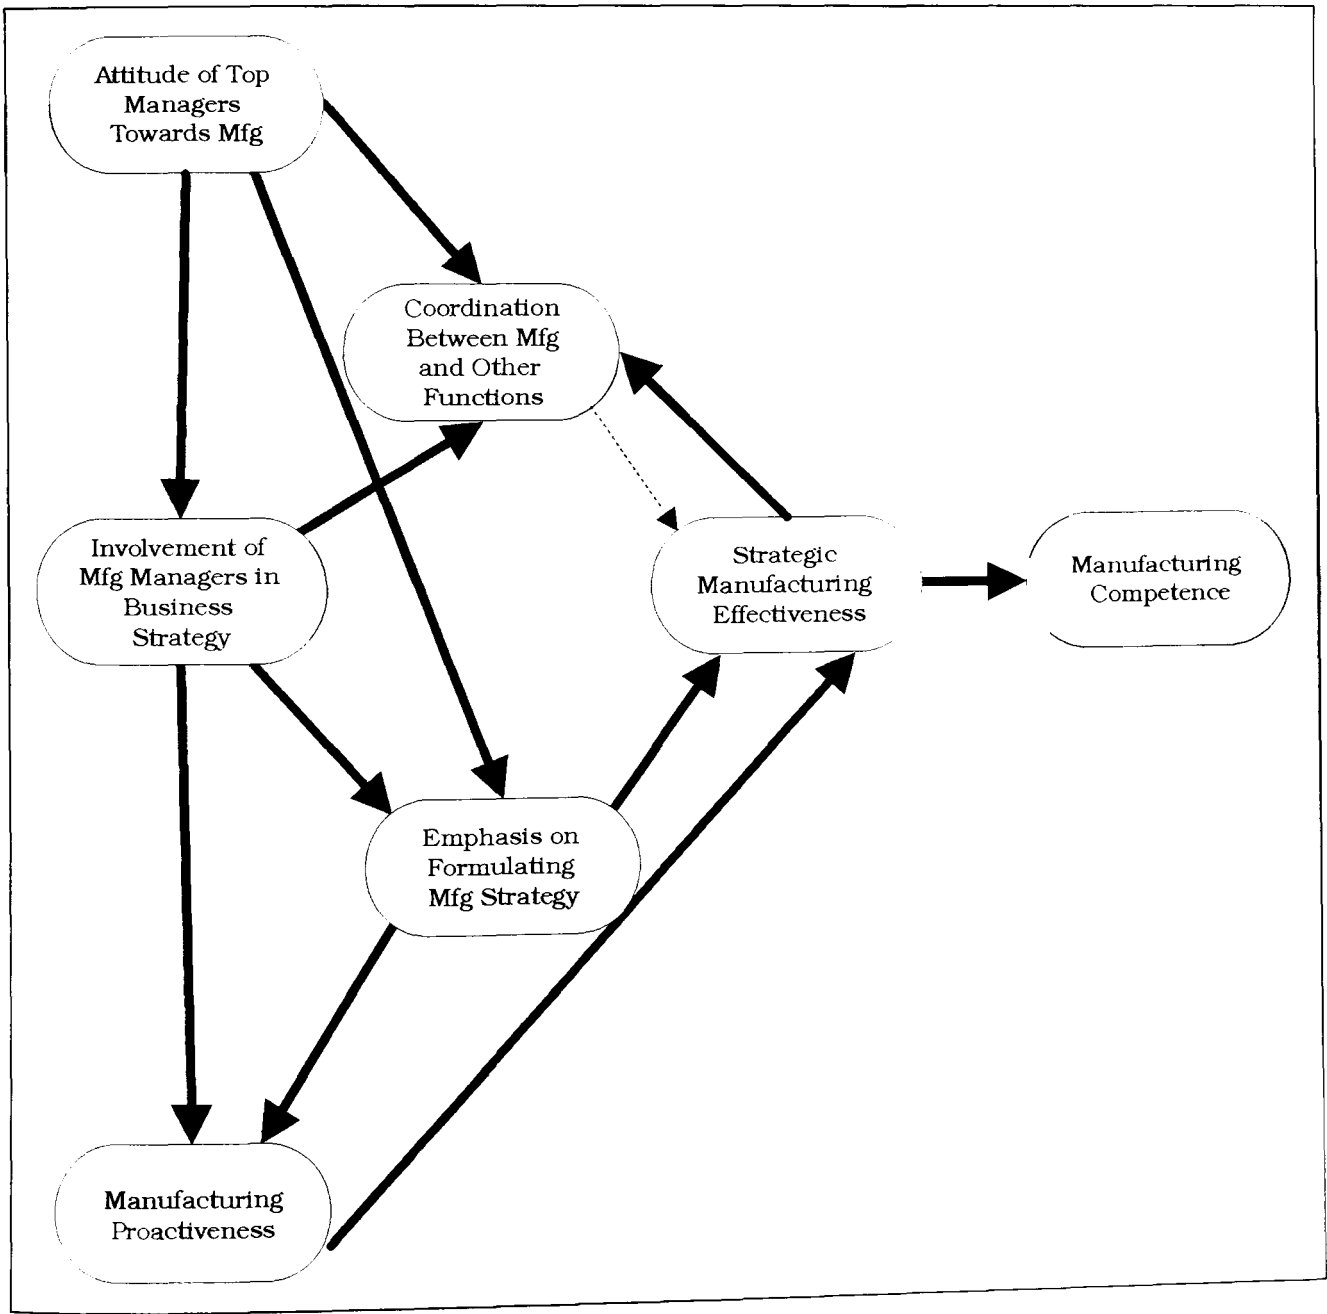 Attitude of Top
Managers
Towards Mfg
Coordination
Between Mfg
and Other
Functions
Involvement of
Mfg Managers in
Business
Strategy
Strategic
Manufacturing
Effectiveness
Manufacturing
Competence
Emphasis on
Formulating
Mfg Strategy
Manufacturing
Proactiveness